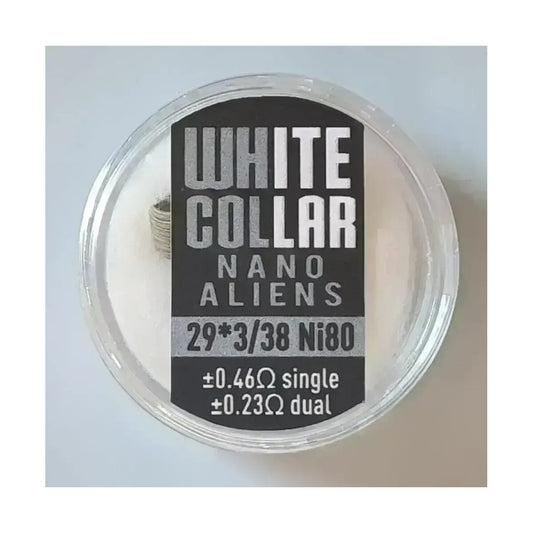 WHITE
COLLAR
NANO
ALIENS
29*3/38 Ni80
±0.46Ω single
±0.23Ω dual